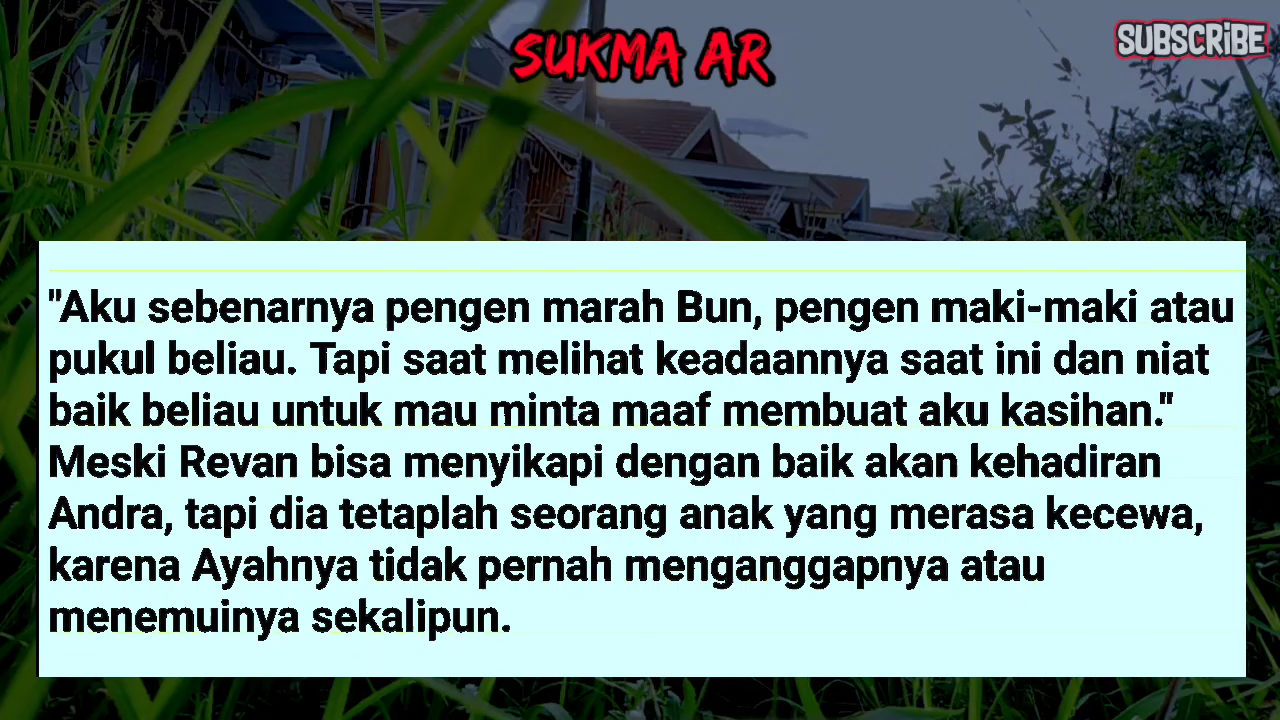 SUKMA AR
SUBSCRIBE
"Aku sebenarnya pengen marah Bun, pengen maki-maki atau
pukul beliau. Tapi saat melihat keadaannya saat ini dan niat
baik beliau untuk mau minta maaf membuat aku kasihan."
Meski Revan bisa menyikapi dengan baik akan kehadiran
Andra, tapi dia tetaplah seorang anak yang merasa kecewa,
karena Ayahnya tidak pernah menganggapnya atau
menemuinya sekalipun.